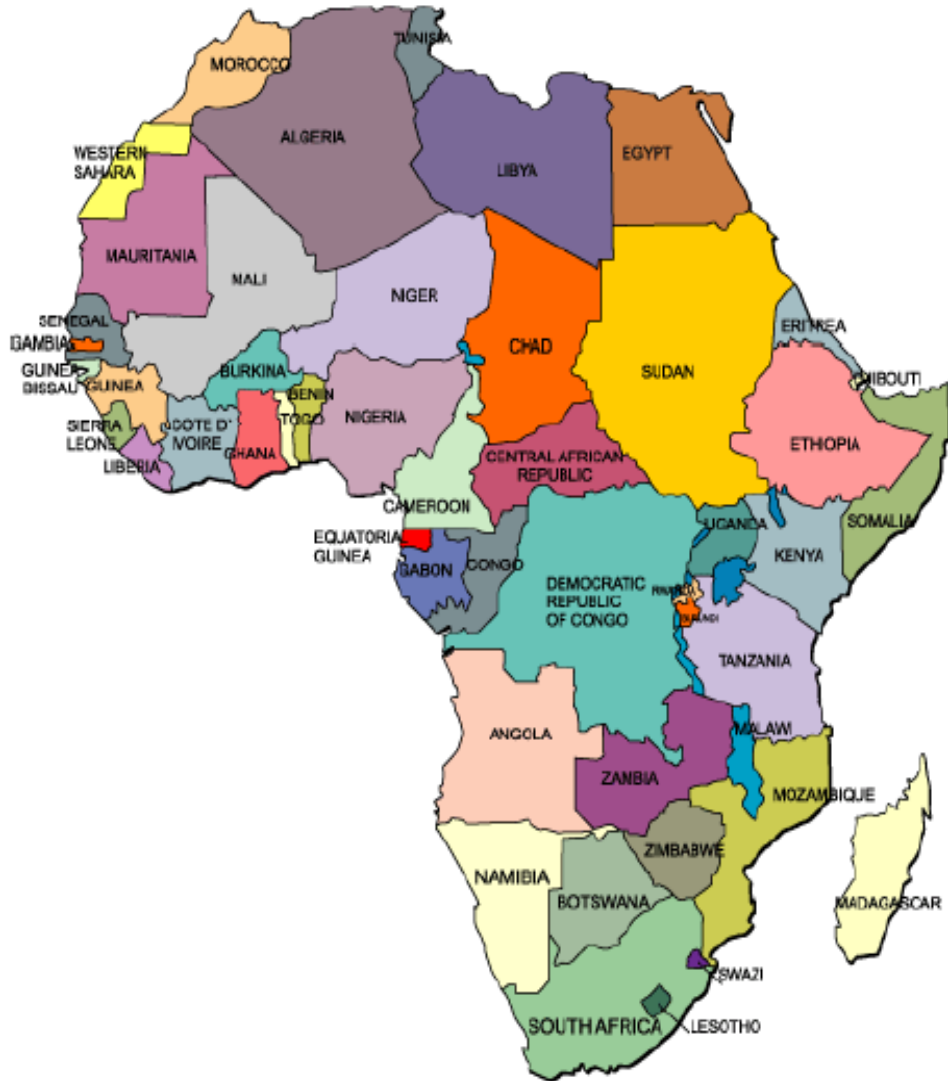 TUNISIA
MOROCCO
ALGERIA
LIBYA
EGYPT
WESTERN
SAHARA
MAURITANIA
MALI
NIGER
CHAD
SUDAN
ERITREA
SENEGAL
GAMBIA
GUINEA
BISSAU
GUINEA
BURKINA
BENIN
TOGO
NIGERIA
DJIBOUTI
SIERRA
LEONE
COTE D'
IVOIRE
GHANA
LIBERIA
CENTRAL AFRICAN
REPUBLIC
ETHIOPIA
CAMEROON
SOMALIA
UGANDA
KENYA
EQUATORIA
GUINEA
GABON
CONGO
DEMOCRATIC
REPUBLIC
OF CONGO
RWANDA
BURUNDI
TANZANIA
ANGOLA
MALAWI
ZAMBIA
MOZAMBIQUE
ZIMBABWE
NAMIBIA
BOTSWANA
MADAGASCAR
SWAZI
SOUTH AFRICA
LESOTHO